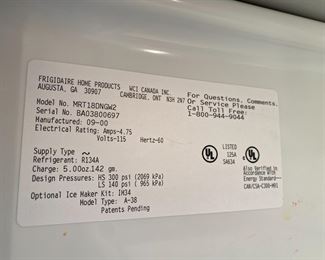 FRIGIDAIRE HOME PRODUCTS WCI CANADA INC.
AUGUSTA, GA 30907 CAMBRIDGE, ONT N3H 2N7
For Questions, Comments,
Or Service Please
Call Toll Free:
1-800-944-9044
Model No. MRT18DNGW2
Serial No. BA03800697
Manufactured: 09-00
Electrical Rating: Amps-4.75
Volts-115 Hertz-60
Supply Type ~
Refrigerant: R134A
Charge: 5.00oz.142 gm.
Design Pressures: HS 300 psi (2069 kPa)
LS 140 psi ( 965 kPa)
Optional Ice Maker Kit: IM34
Model Type: A-38
Patents Pending
UL
LISTED
125A
SA634
UL
Also Verified in
Accordance With
Energy Standard
CAN/CSA-C300-M91